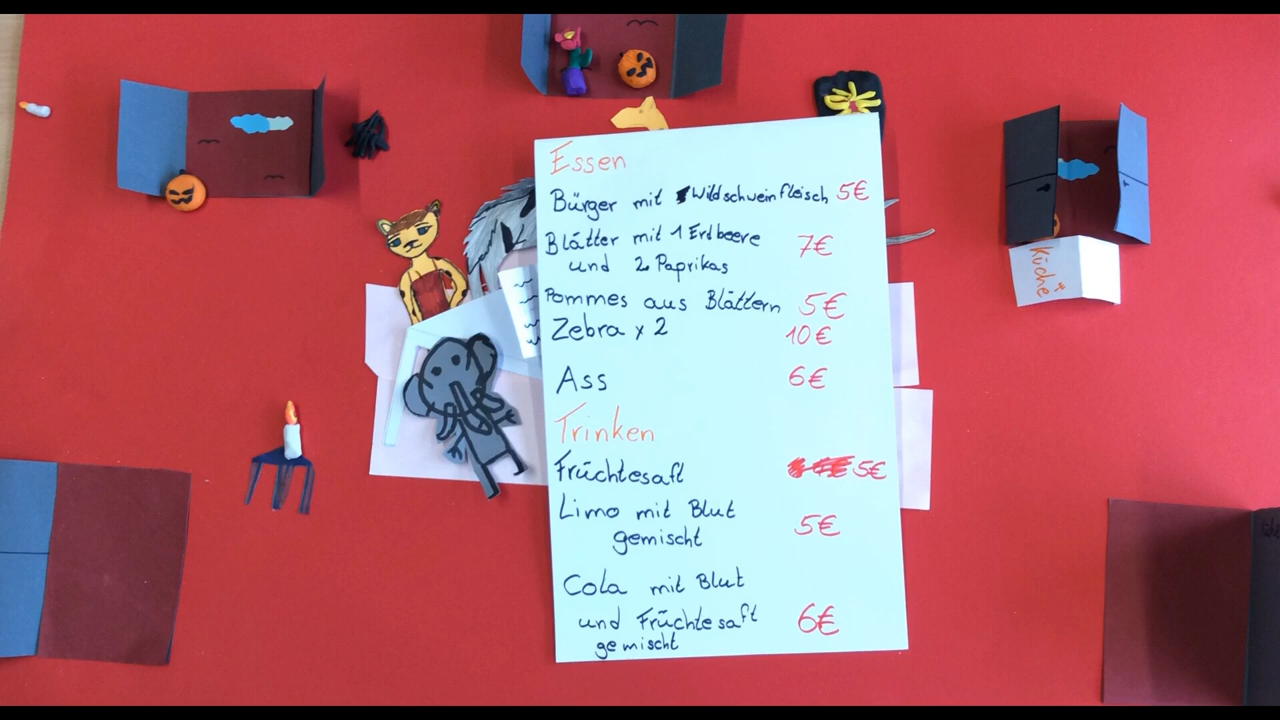 Essen
Bürger mit Wildschweinfleisch 5€
Blätter mit 1 Erdbeere 7€
und 2 Paprikas
Pommes aus Blättern 5€
Zebra x 2 10€
Ass 6€
Trinken
Früchtesaft 5€
Limo mit Blut 5€
gemischt
Cola mit Blut
und Früchtesaft 6€
gemischt
Küche